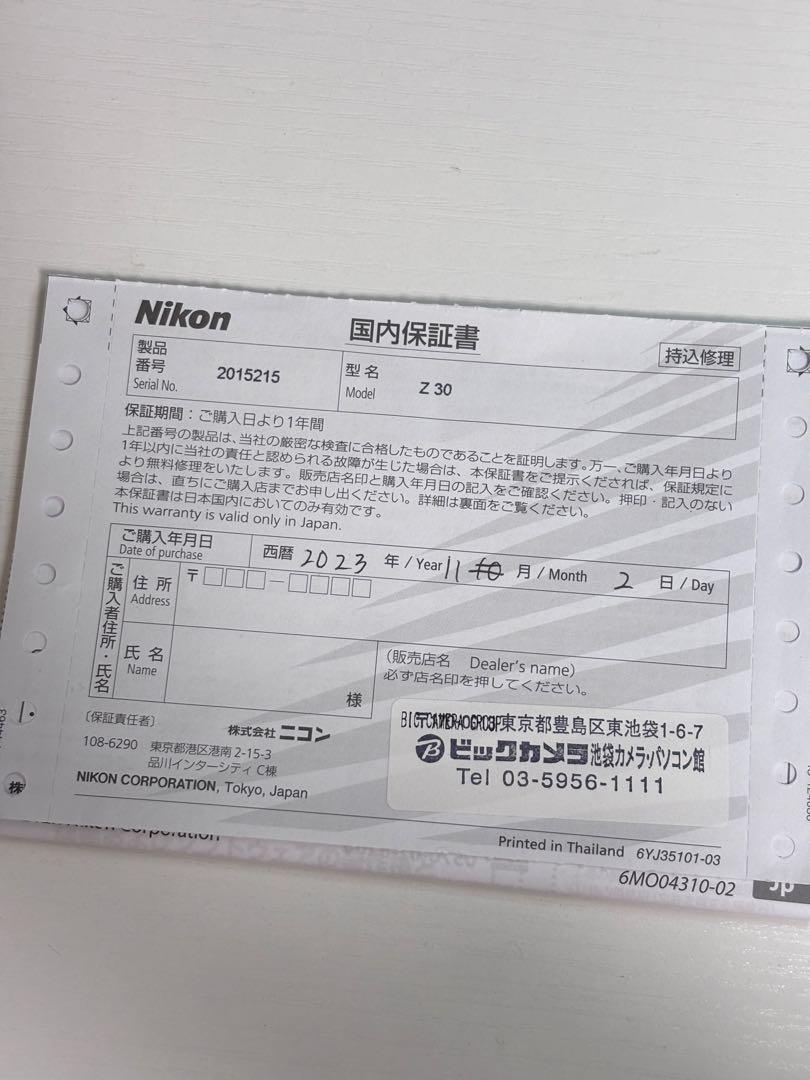 Nikon
国内保証書
持込修理
製品
番号
Serial No.
2015215
型名
Model
Z 30
保証期間：ご購入日より1年間
上記番号の製品は、当社の厳密な検査に合格したものであることを証明します。万一、ご購入年月日より
1年以内に当社の責任と認められる故障が生じた場合は、本保証書をご提示くだされば、保証規定に
より無料修理をいたします。販売店名印と購入年月日の記入をご確認ください。押印・記入のない
場合は、直ちにご購入店までお申し出ください。詳細は裏面をご覧ください。
本保証書は日本国内においてのみ有効です。
This warranty is valid only in Japan.
ご購入年月日
Date of purchase
西暦 2023 年 / Year 11 月 / Month 2 日 / Day
ご購入者住所・氏名
住所
Address
〒
氏名
Name
様
(販売店名 Dealer's name)
必ず店名印を押してください。
東京都豊島区東池袋1-6-7
ビックカメラ 池袋カメラ・パソコン館
Tel 03-5956-1111
〔保証責任者〕
株式会社 ニコン
108-6290 東京都港区港南2-15-3
品川インターシティ C棟
NIKON CORPORATION, Tokyo, Japan
Printed in Thailand 6YJ35101-03
6MO04310-02
Jp
株